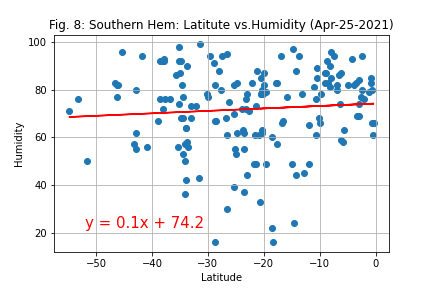 Fig. 8: Southern Hem: Latitute vs.Humidity (Apr-25-2021)
100
80
60
40
20
Humidity
y = 0.1x + 74.2
−50
−40
−30
−20
−10
0
Latitude